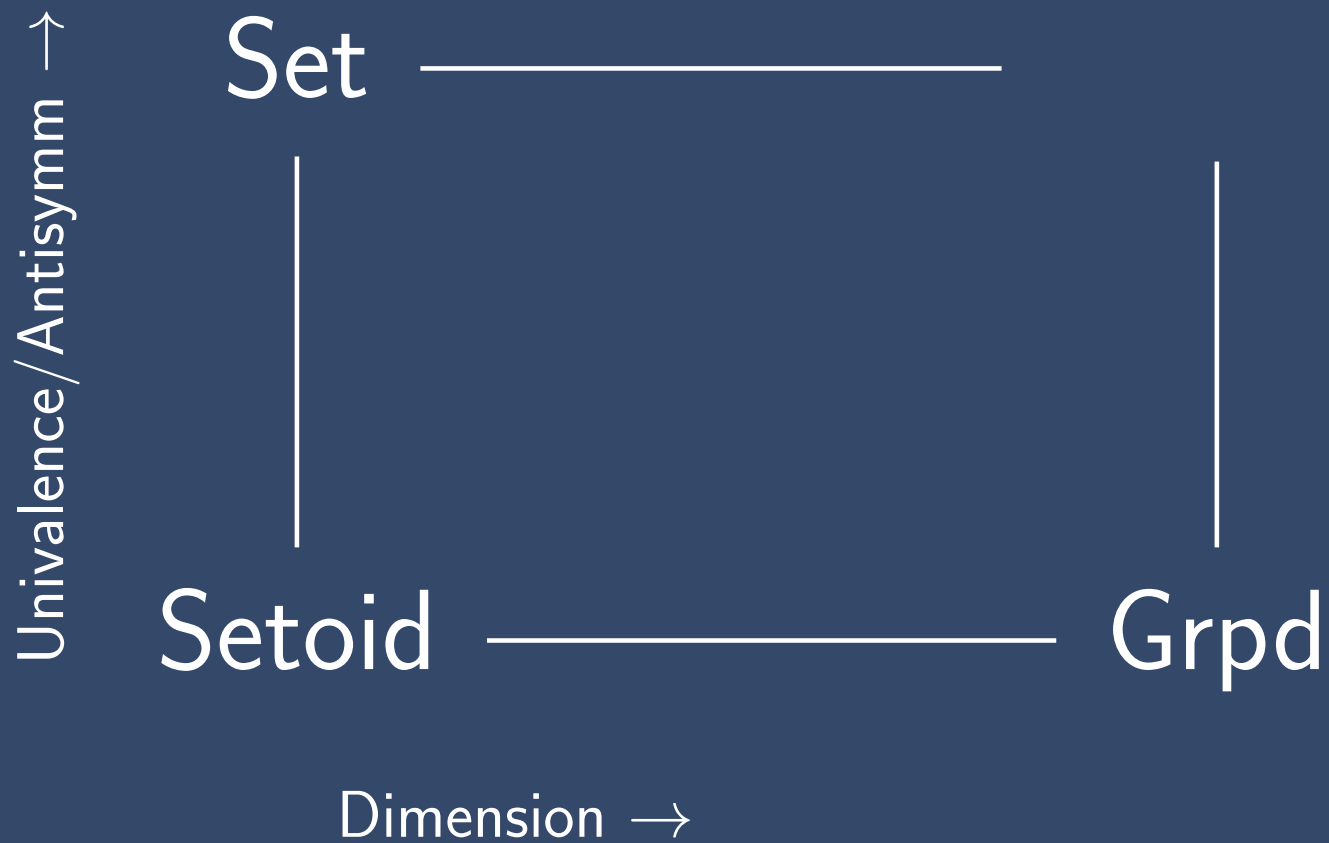 Univalence/Antisymm →
Set
Setoid
Grpd
Dimension →